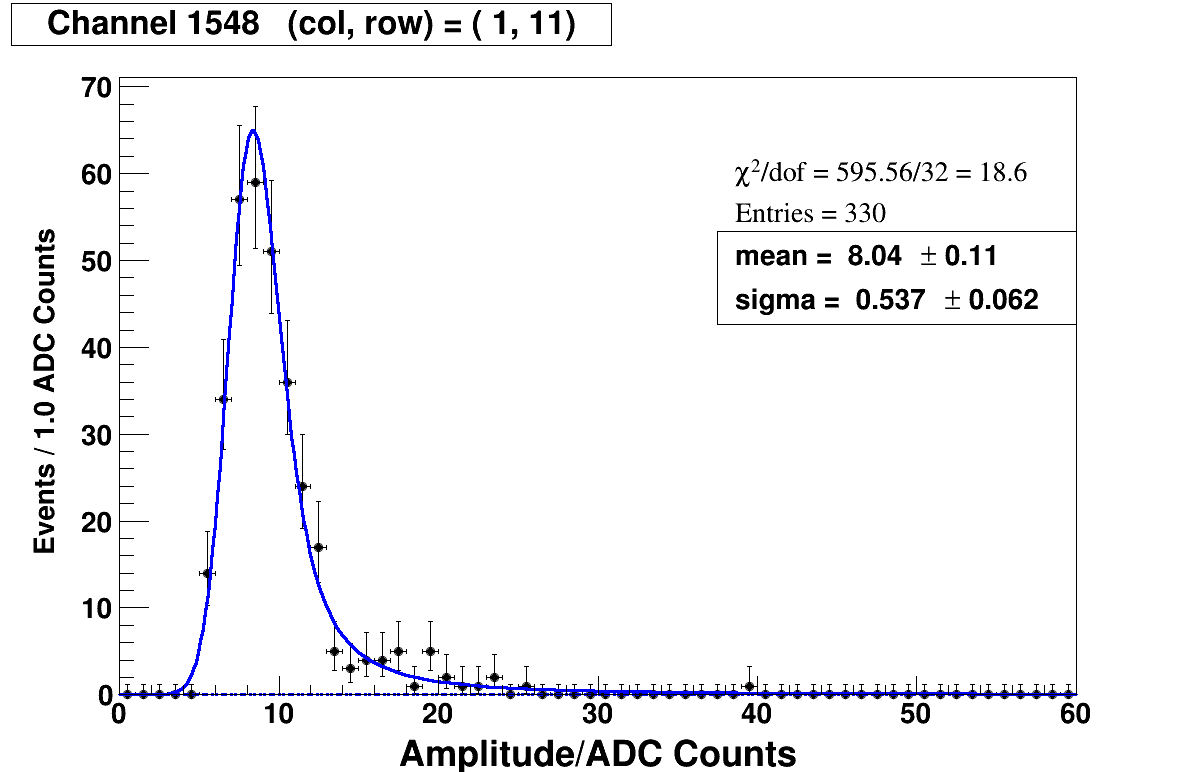 Channel 1548 (col, row) = ( 1, 11)
70
60
50
40
30
20
10
0
Events / 1.0 ADC Counts
χ²/dof = 595.56/32 = 18.6
Entries = 330
mean = 8.04 ± 0.11
sigma = 0.537 ± 0.062
0 10 20 30 40 50 60
Amplitude/ADC Counts